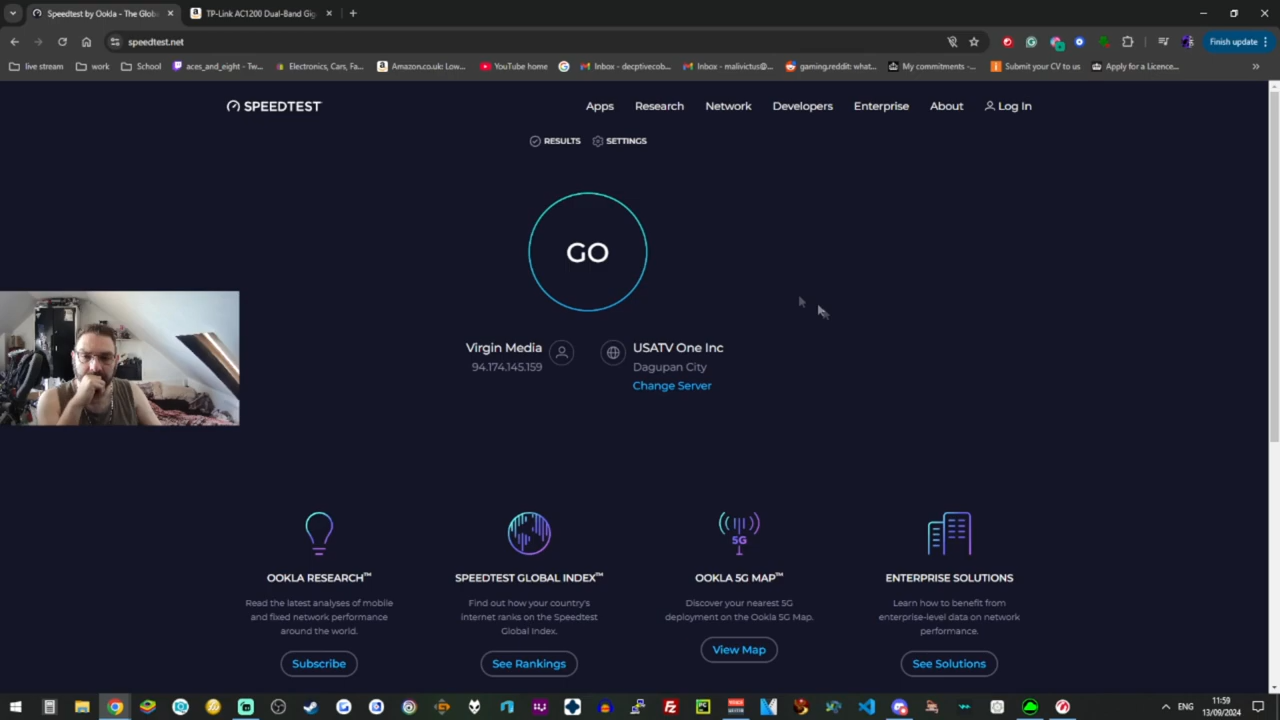 Speedtest by Ookla - The Glob
TP-Link AC1200 Dual-Band Gig
speedtest.net
Finish update
live stream
work
School
aces_and_eight - Tw...
Electronics, Cars, Fa...
Amazon.co.uk: Low...
YouTube home
Inbox - decptivecob...
Inbox - malivictus@...
gaming.reddit: what...
My commitments -...
Submit your CV to us
Apply for a Licence...
SPEEDTEST
Apps
Research
Network
Developers
Enterprise
About
Log In
RESULTS
SETTINGS
GO
Virgin Media
94.174.145.159
USATV One Inc
Dagupan City
Change Server
5G
OOKLA RESEARCH™
Read the latest analyses of mobile
and fixed network performance
around the world.
Subscribe
SPEEDTEST GLOBAL INDEX™
Find out how your country's
internet ranks on the Speedtest
Global Index.
See Rankings
OOKLA 5G MAP™
Discover your nearest 5G
deployment on the Ookla 5G Map.
View Map
ENTERPRISE SOLUTIONS
Learn how to benefit from
enterprise-level data on network
performance.
See Solutions
ENG
11:59
13/09/2024